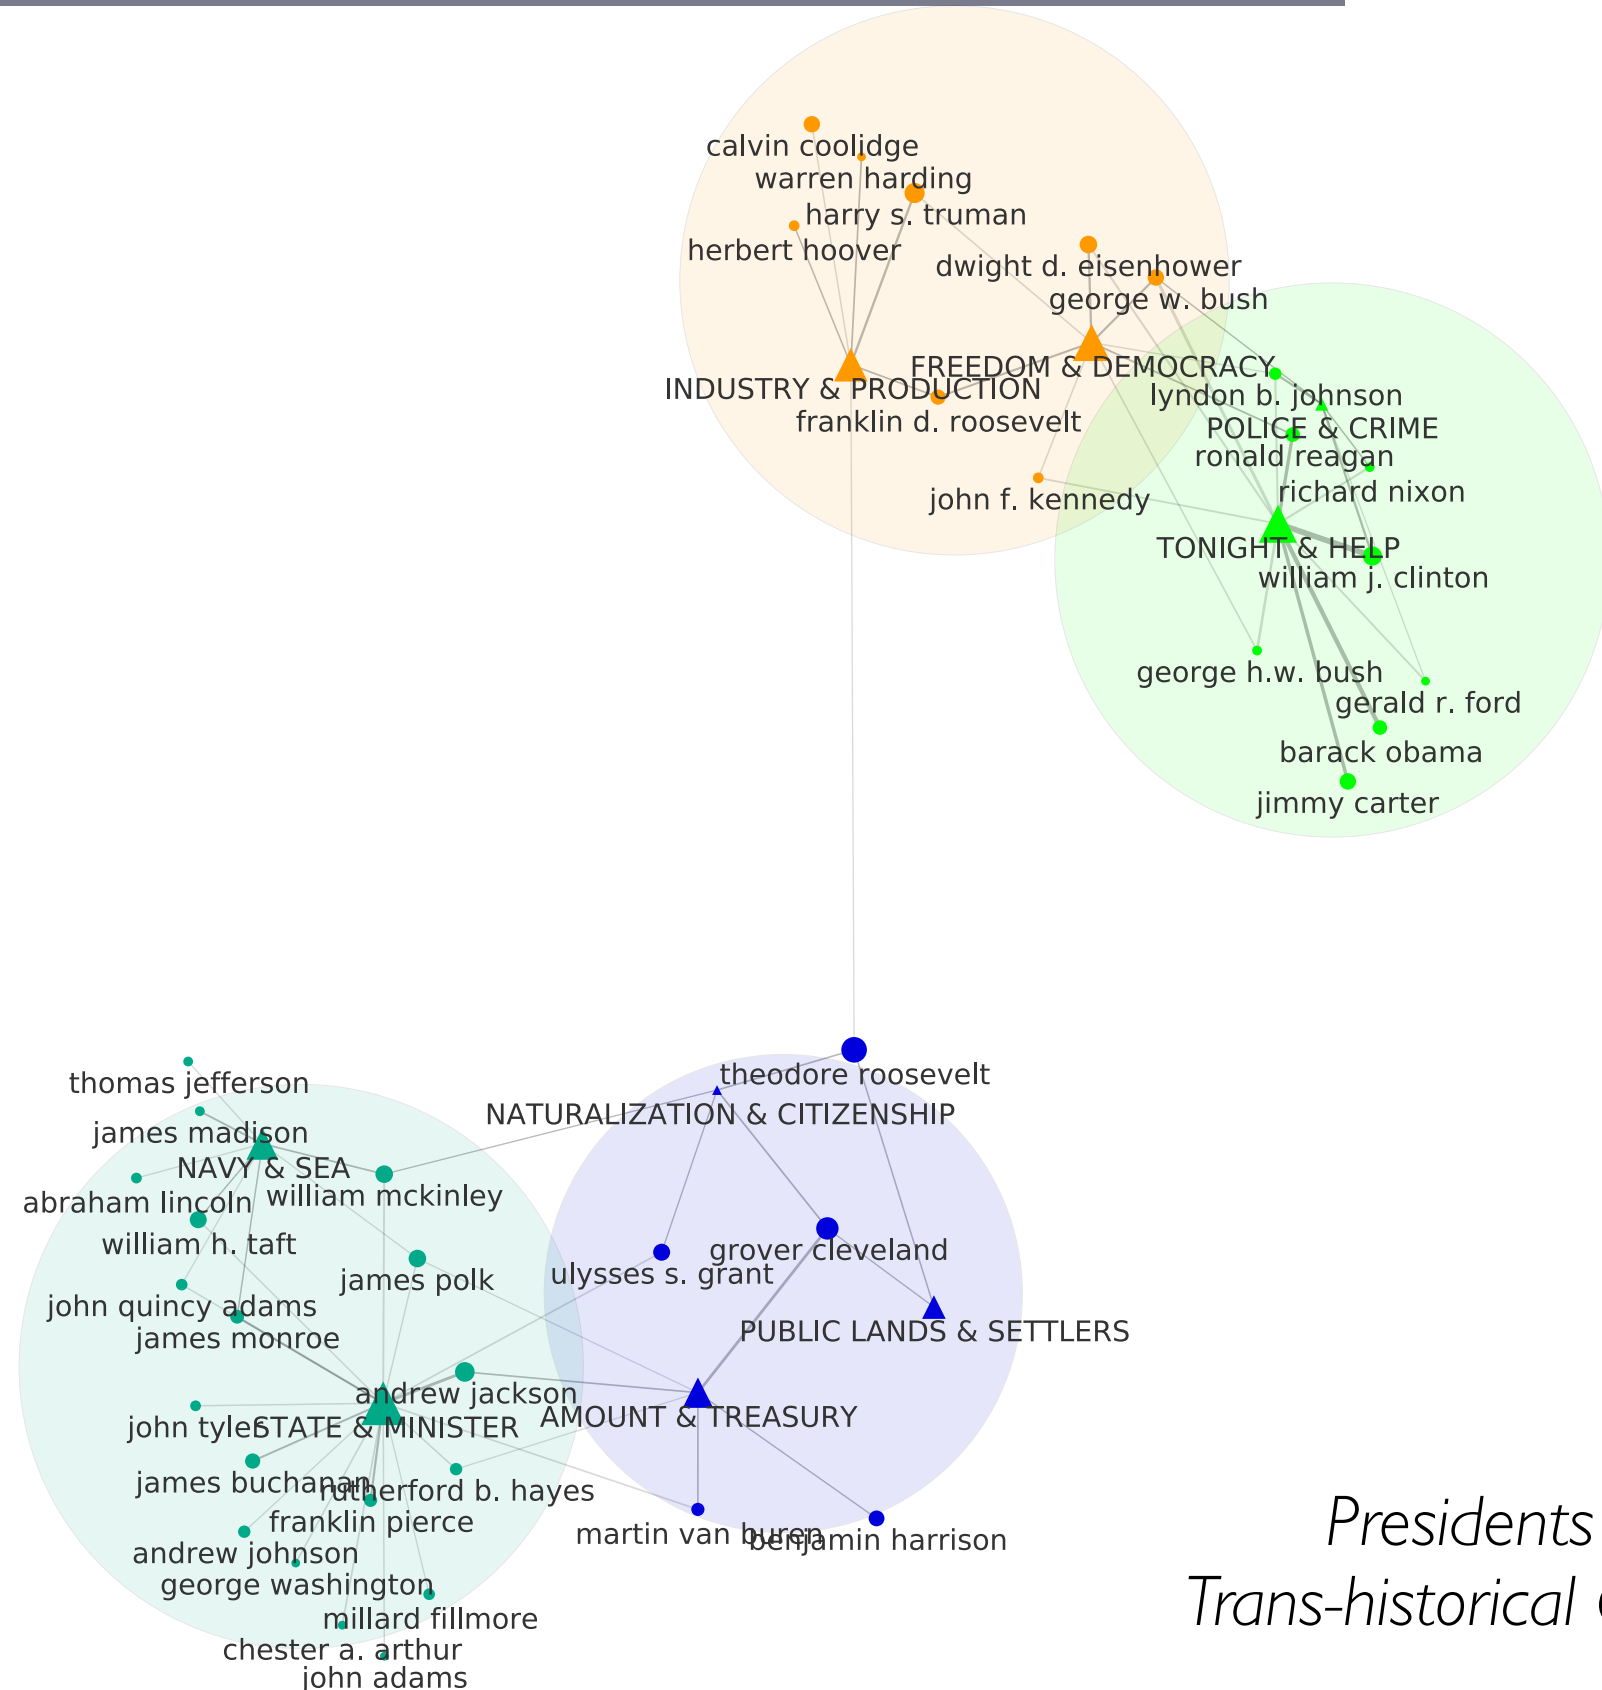 calvin coolidge
warren harding
harry s. truman
herbert hoover
dwight d. eisenhower
george w. bush
FREEDOM & DEMOCRACY
INDUSTRY & PRODUCTION
lyndon b. johnson
franklin d. roosevelt
POLICE & CRIME
ronald reagan
richard nixon
john f. kennedy
TONIGHT & HELP
william j. clinton
george h.w. bush
gerald r. ford
barack obama
jimmy carter
theodore roosevelt
thomas jefferson
NATURALIZATION & CITIZENSHIP
james madison
NAVY & SEA
william mckinley
abraham lincoln
william h. taft
grover cleveland
ulysses s. grant
james polk
john quincy adams
james monroe
PUBLIC LANDS & SETTLERS
andrew jackson
AMOUNT & TREASURY
john tyler
STATE & MINISTER
james buchanan
rutherford b. hayes
franklin pierce
martin van buren
benjamin harrison
andrew johnson
george washington
millard fillmore
chester a. arthur
john adams
Presidents
Trans-historical